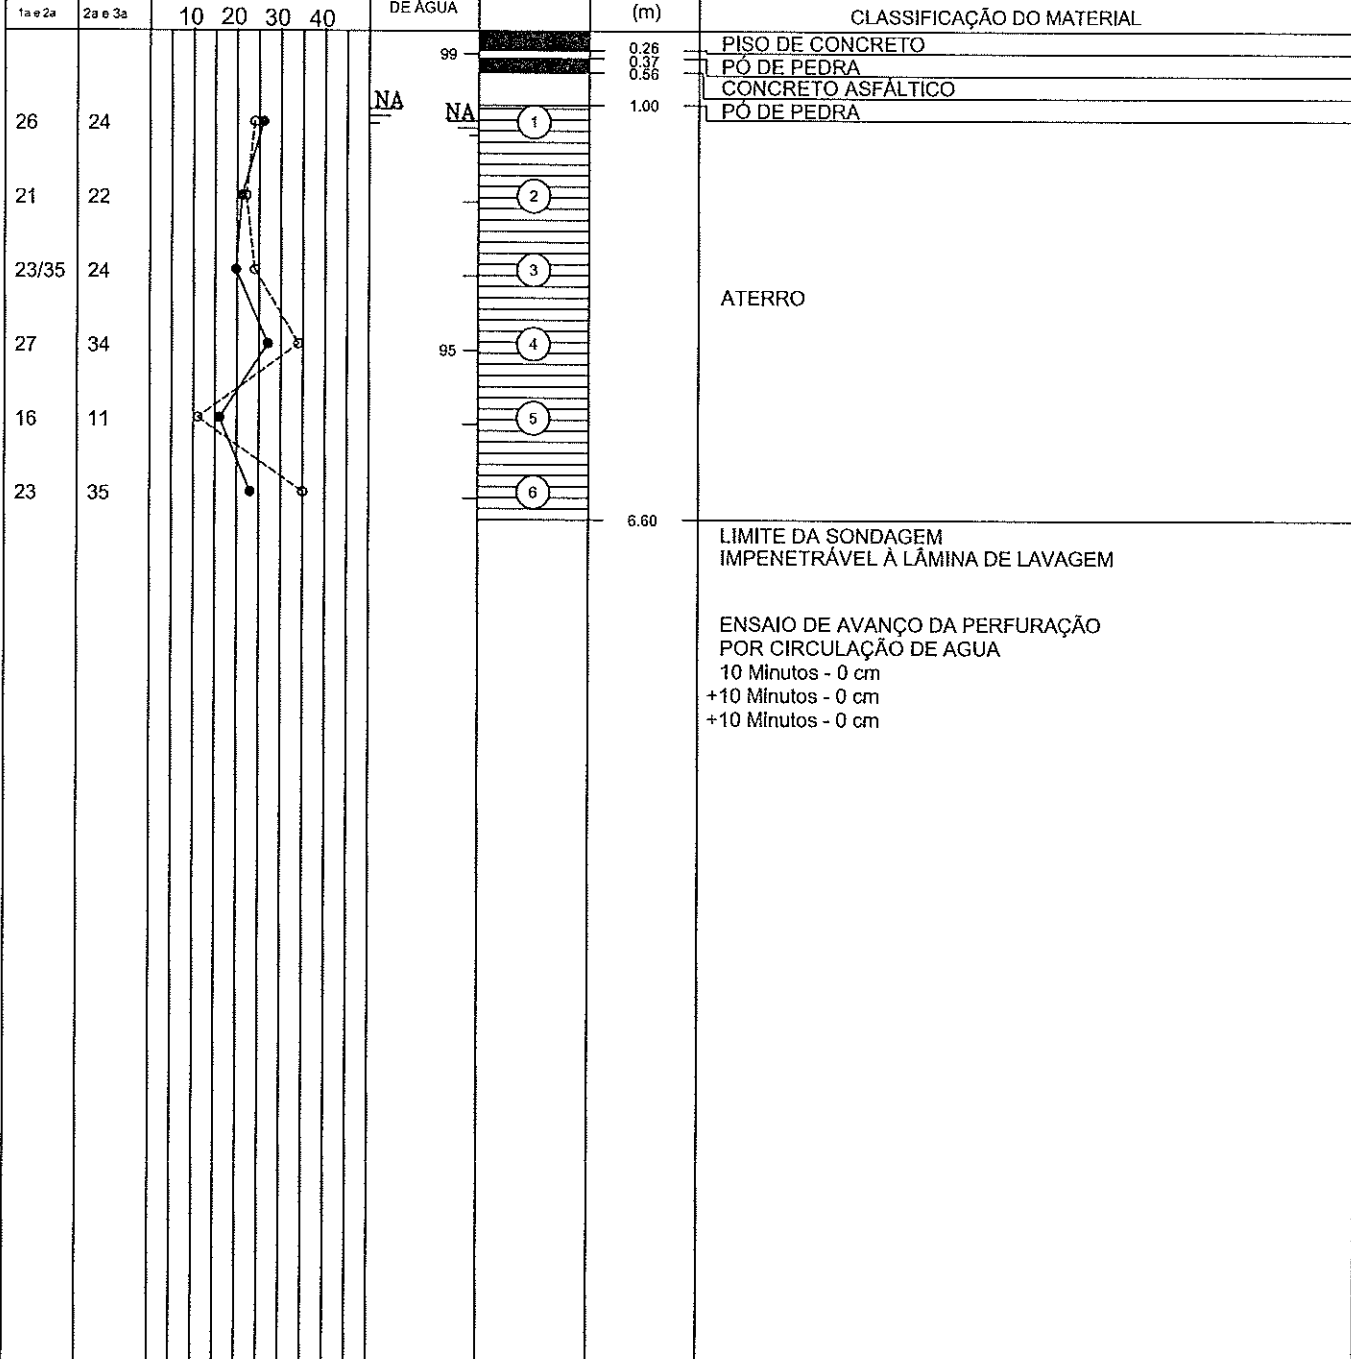 1a e 2a 2a e 3a 10 20 30 40 DE ÁGUA (m) CLASSIFICAÇÃO DO MATERIAL
99 0.26 PISO DE CONCRETO
0.37 PÓ DE PEDRA
0.56 CONCRETO ASFÁLTICO
NA NA 1.00 PÓ DE PEDRA
26 24 1
21 22 2
23/35 24 3
ATERRO
27 34 95 4
16 11 5
23 35 6
6.60
LIMITE DA SONDAGEM
IMPENETRÁVEL À LÂMINA DE LAVAGEM
ENSAIO DE AVANÇO DA PERFURAÇÃO
POR CIRCULAÇÃO DE AGUA
10 Minutos - 0 cm
+10 Minutos - 0 cm
+10 Minutos - 0 cm